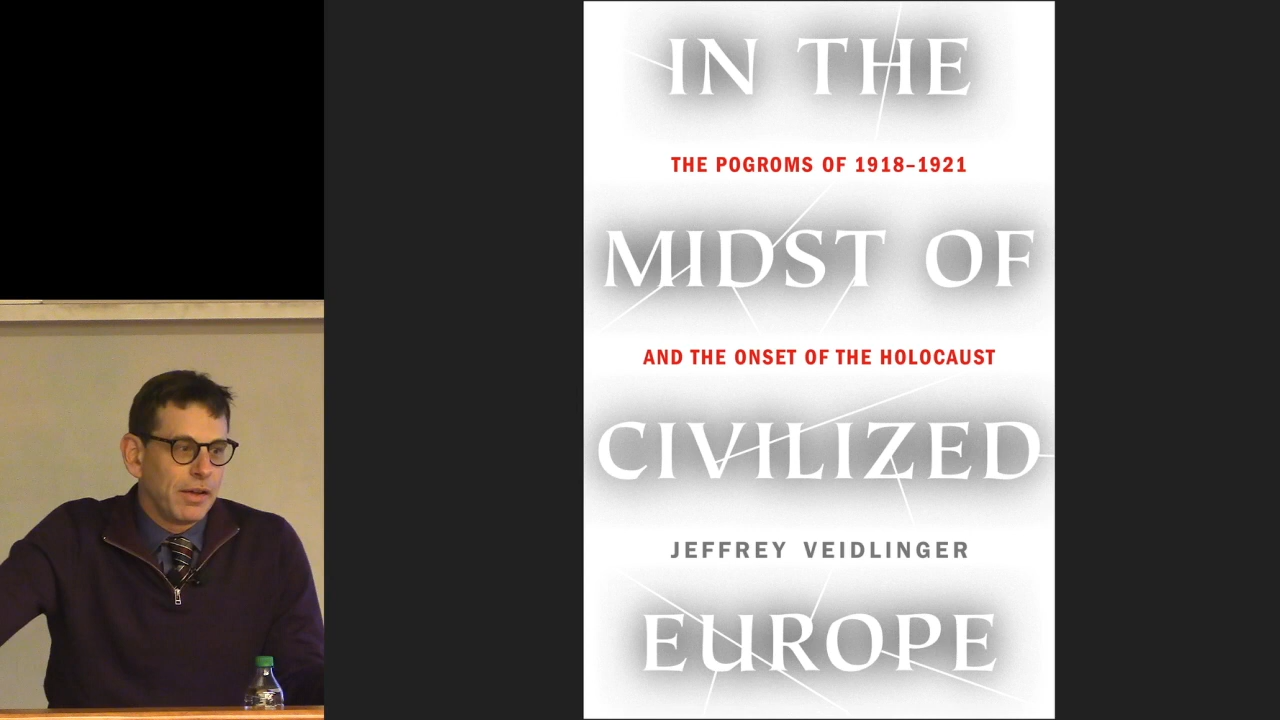 IN THE
THE POGROMS OF 1918–1921
MIDST OF
AND THE ONSET OF THE HOLOCAUST
CIVILIZED
JEFFREY VEIDLINGER
EUROPE